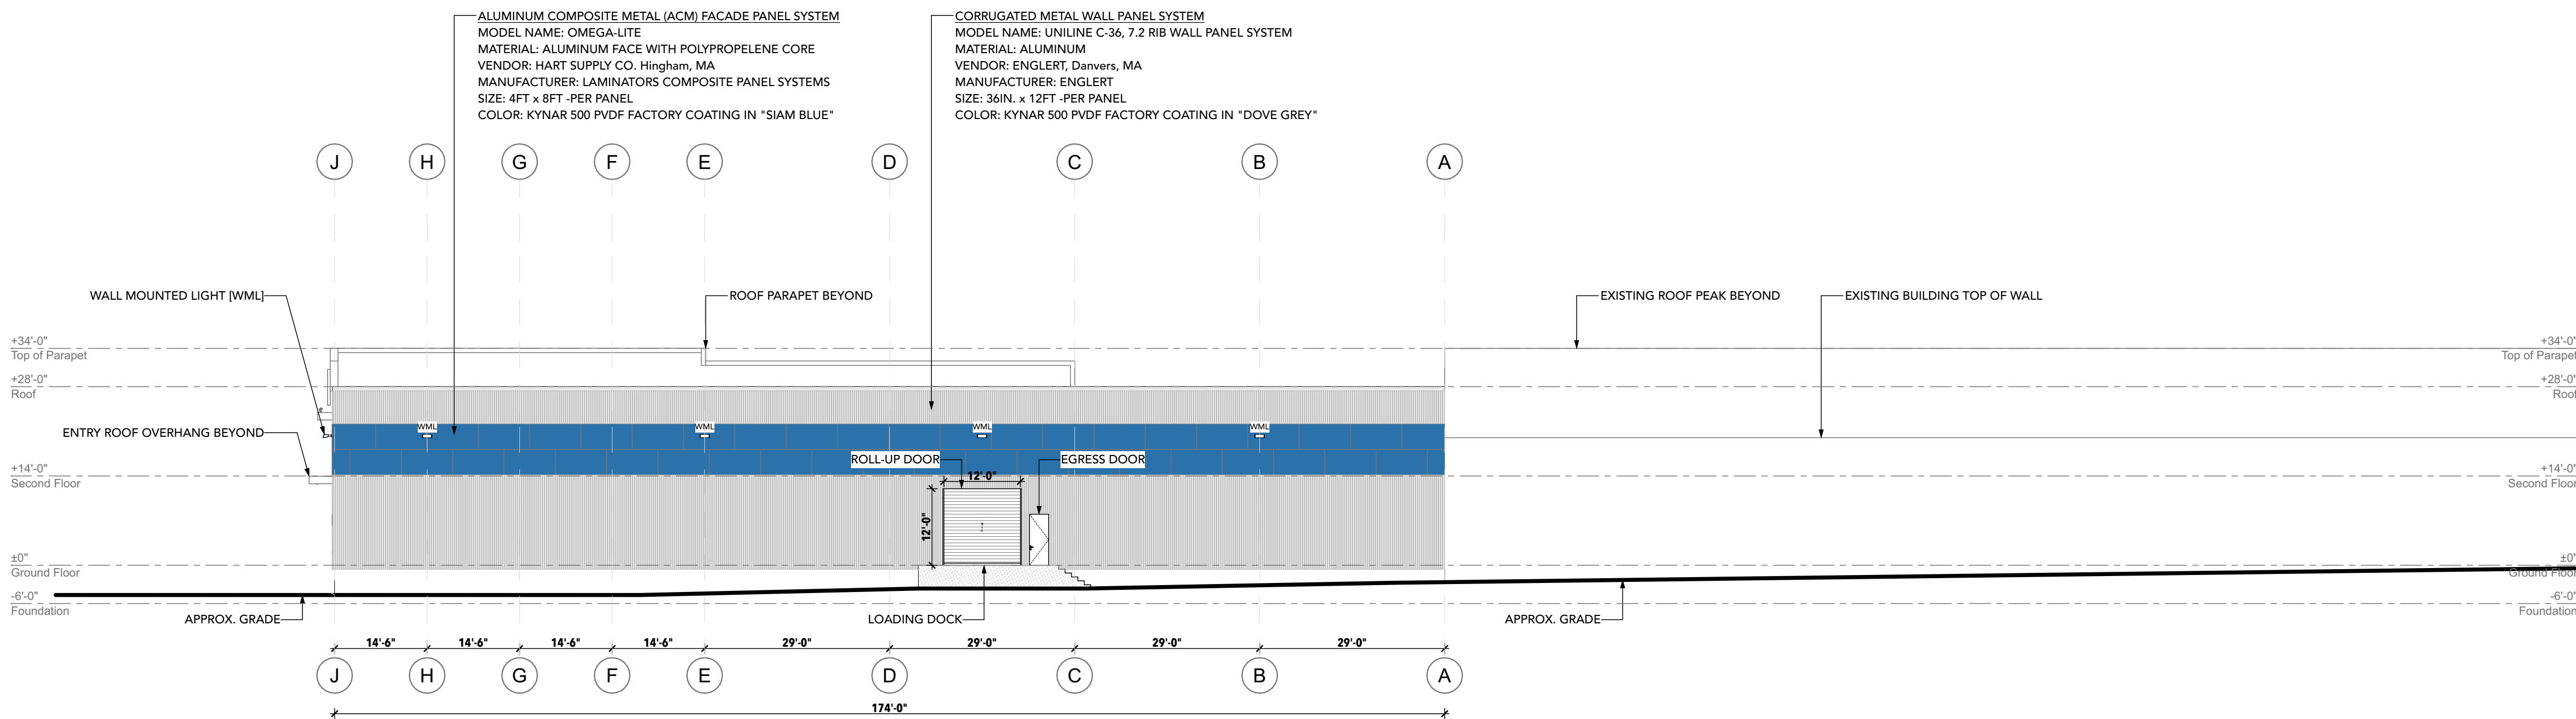 ALUMINUM COMPOSITE METAL (ACM) FACADE PANEL SYSTEM
MODEL NAME: OMEGA-LITE
MATERIAL: ALUMINUM FACE WITH POLYPROPELENE CORE
VENDOR: HART SUPPLY CO. Hingham, MA
MANUFACTURER: LAMINATORS COMPOSITE PANEL SYSTEMS
SIZE: 4FT x 8FT -PER PANEL
COLOR: KYNAR 500 PVDF FACTORY COATING IN "SIAM BLUE"
CORRUGATED METAL WALL PANEL SYSTEM
MODEL NAME: UNILINE C-36, 7.2 RIB WALL PANEL SYSTEM
MATERIAL: ALUMINUM
VENDOR: ENGLERT, Danvers, MA
MANUFACTURER: ENGLERT
SIZE: 36IN. x 12FT -PER PANEL
COLOR: KYNAR 500 PVDF FACTORY COATING IN "DOVE GREY"
J H G F E D C B A
WALL MOUNTED LIGHT [WML]
ROOF PARAPET BEYOND
EXISTING ROOF PEAK BEYOND
EXISTING BUILDING TOP OF WALL
+34'-0"
Top of Parapet
+34'-0"
Top of Parapet
+28'-0"
Roof
+28'-0"
Roof
WML WML WML WML
ENTRY ROOF OVERHANG BEYOND
ROLL-UP DOOR
EGRESS DOOR
+14'-0"
Second Floor
+14'-0"
Second Floor
12'-0"
12'-0"
±0"
Ground Floor
±0"
Ground Floor
-6'-0"
Foundation
-6'-0"
Foundation
APPROX. GRADE
LOADING DOCK
APPROX. GRADE
14'-6" 14'-6" 14'-6" 14'-6" 29'-0" 29'-0" 29'-0" 29'-0"
J H G F E D C B A
174'-0"